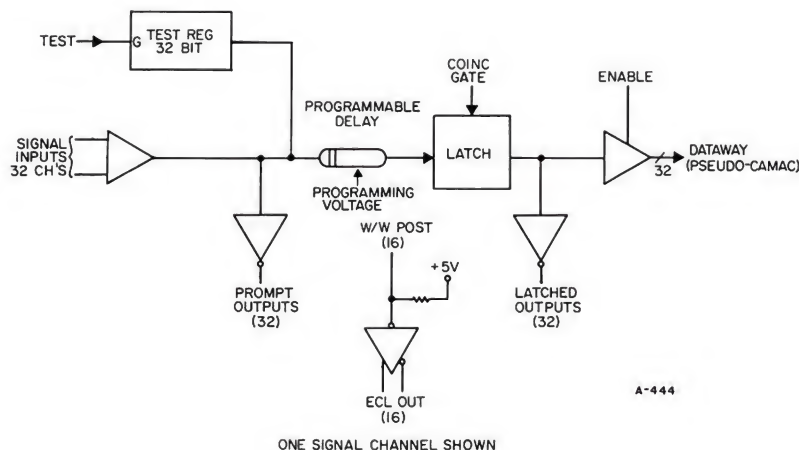 TEST
G
TEST REG
32 BIT
COINC
GATE
ENABLE
PROGRAMMABLE
DELAY
SIGNAL
INPUTS
32 CH'S
LATCH
32
DATAWAY
(PSEUDO-CAMAC)
PROGRAMMING
VOLTAGE
W/W POST
(16)
+5V
PROMPT
OUTPUTS
(32)
LATCHED
OUTPUTS
(32)
ECL OUT
(16)
A-444
ONE SIGNAL CHANNEL SHOWN